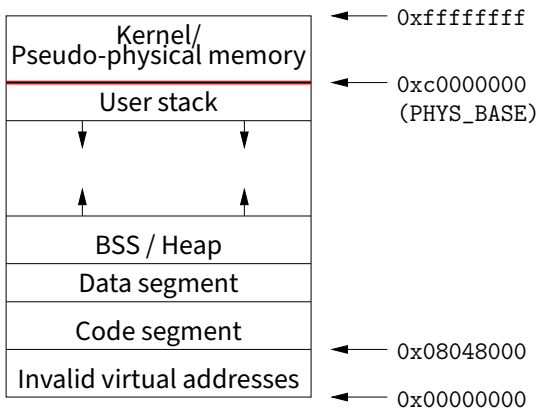 Kernel/
Pseudo-physical memory
0xffffffff
0xc0000000
(PHYS_BASE)
User stack
BSS / Heap
Data segment
Code segment
0x08048000
Invalid virtual addresses
0x00000000